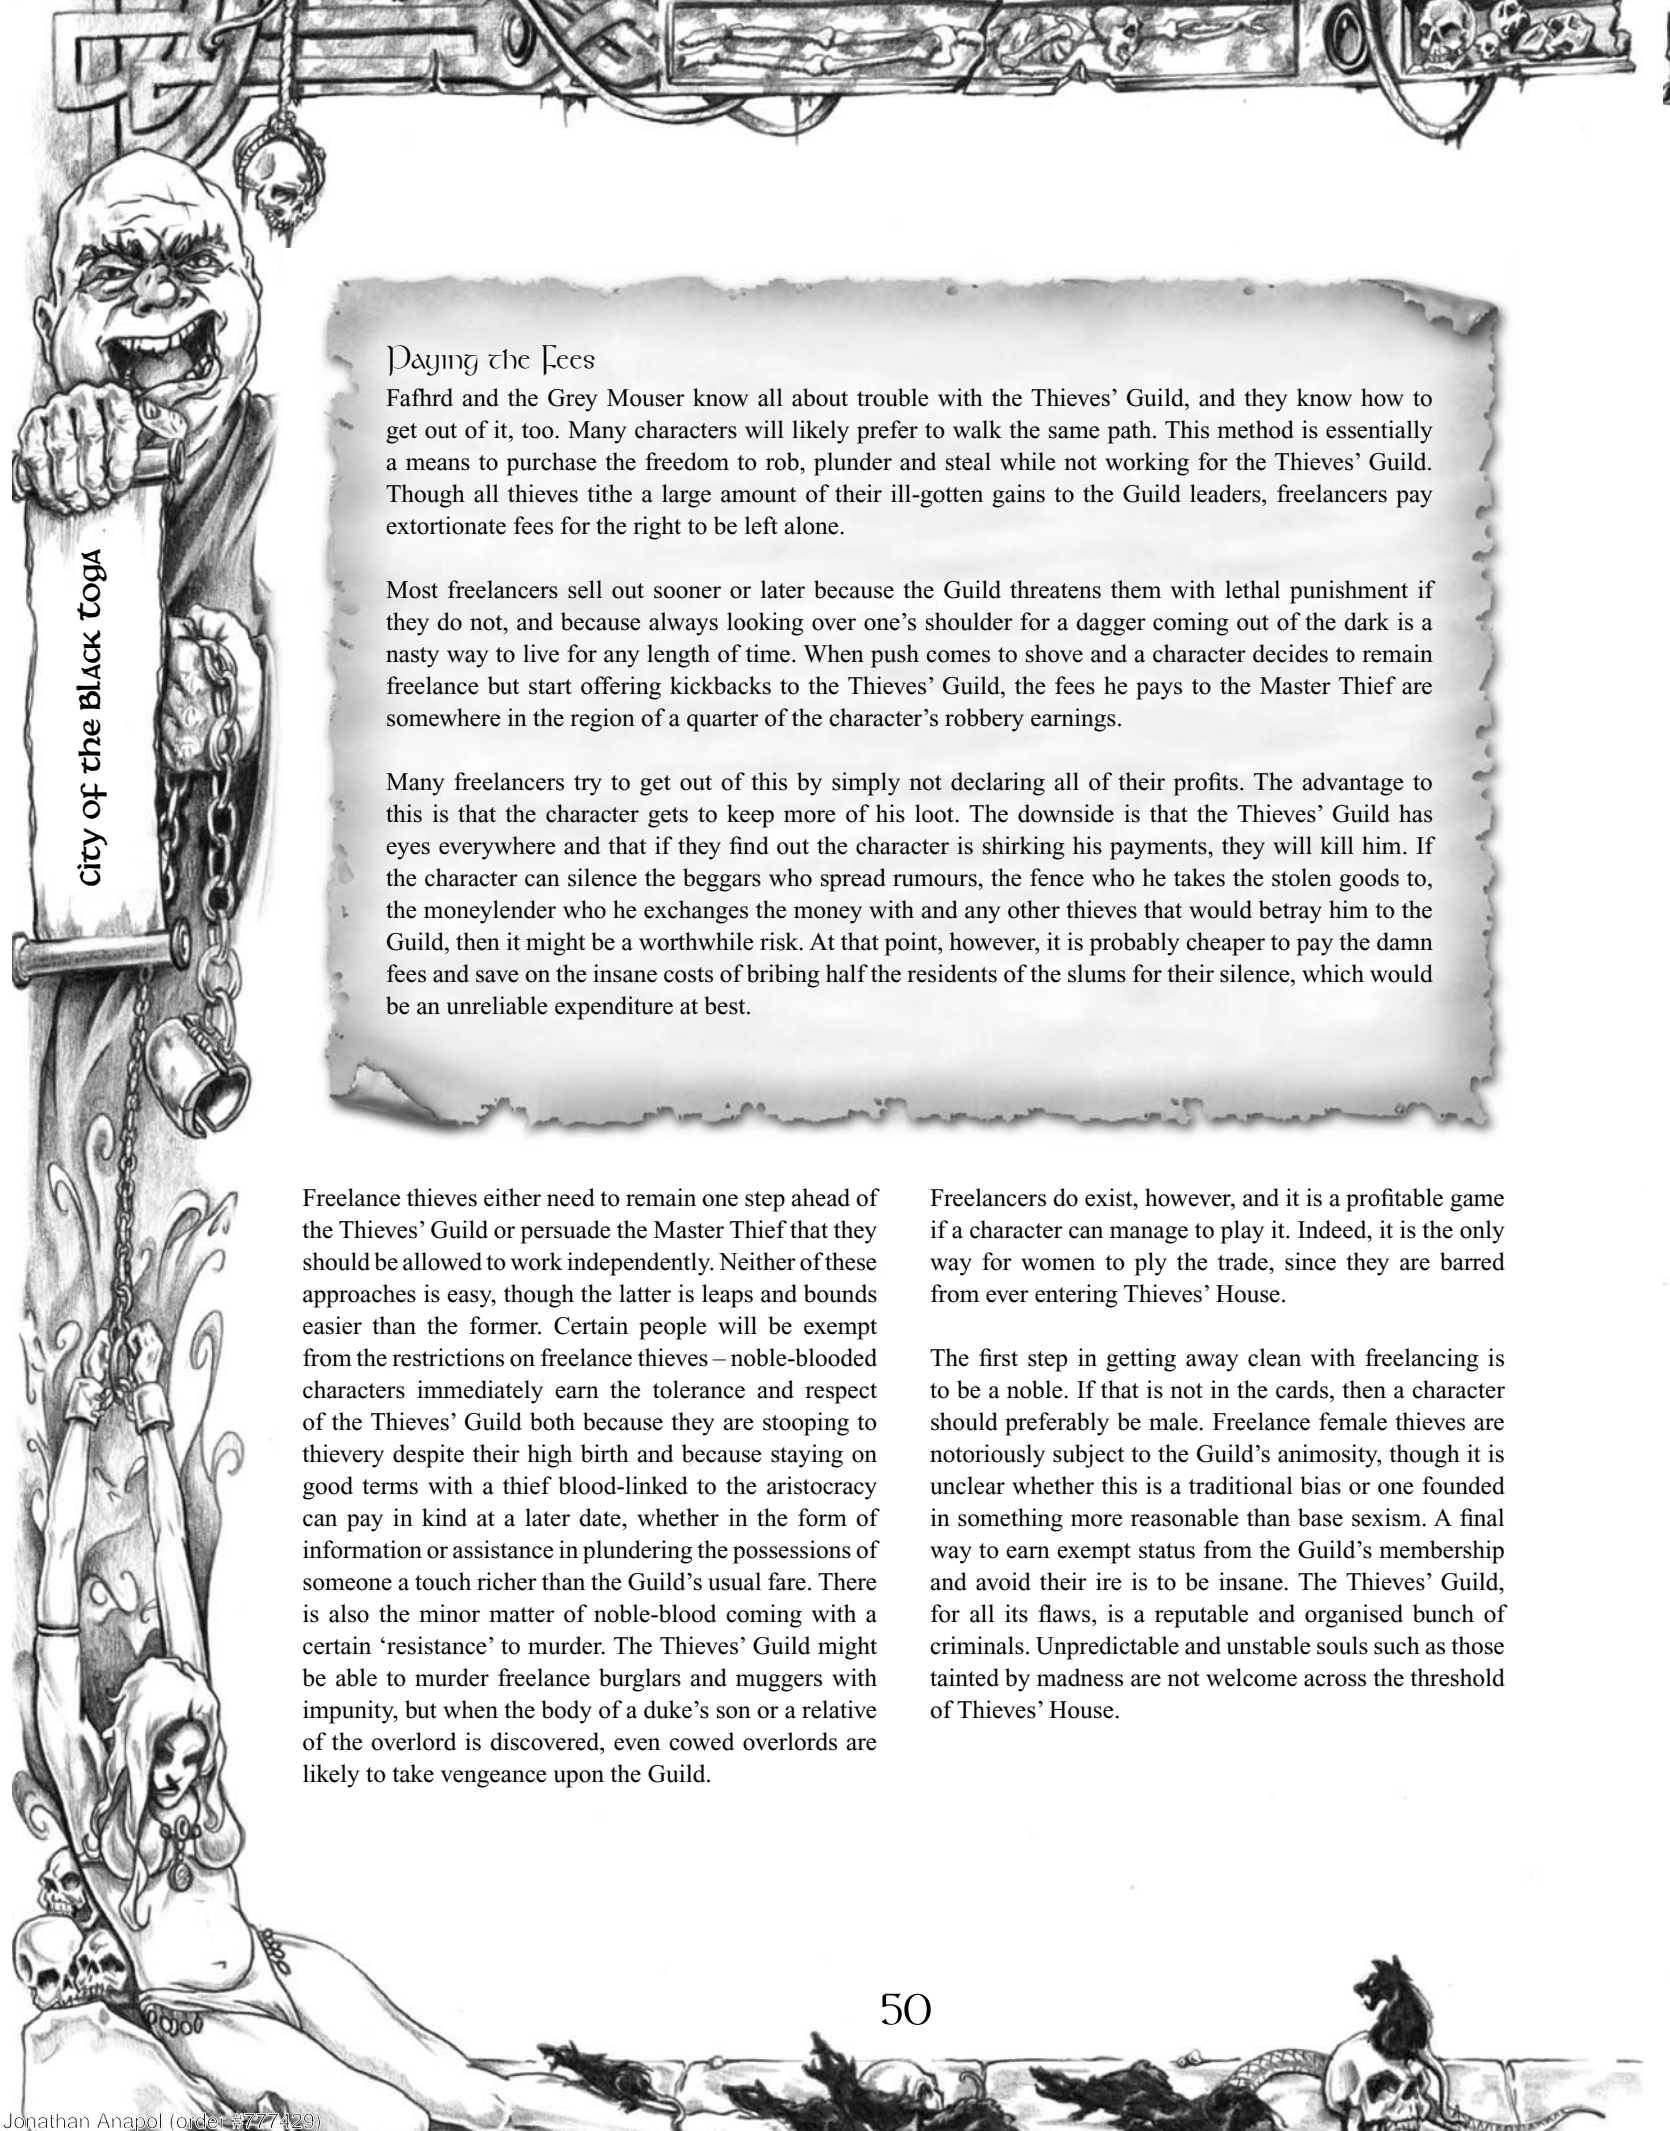 City of the Black Toga
Paying the Fees
Fafhrd and the Grey Mouser know all about trouble with the Thieves’ Guild, and they know how to
get out of it, too. Many characters will likely prefer to walk the same path. This method is essentially
a means to purchase the freedom to rob, plunder and steal while not working for the Thieves’ Guild.
Though all thieves tithe a large amount of their ill-gotten gains to the Guild leaders, freelancers pay
extortionate fees for the right to be left alone.
Most freelancers sell out sooner or later because the Guild threatens them with lethal punishment if
they do not, and because always looking over one’s shoulder for a dagger coming out of the dark is a
nasty way to live for any length of time. When push comes to shove and a character decides to remain
freelance but start offering kickbacks to the Thieves’ Guild, the fees he pays to the Master Thief are
somewhere in the region of a quarter of the character’s robbery earnings.
Many freelancers try to get out of this by simply not declaring all of their profits. The advantage to
this is that the character gets to keep more of his loot. The downside is that the Thieves’ Guild has
eyes everywhere and that if they find out the character is shirking his payments, they will kill him. If
the character can silence the beggars who spread rumours, the fence who he takes the stolen goods to,
the moneylender who he exchanges the money with and any other thieves that would betray him to the
Guild, then it might be a worthwhile risk. At that point, however, it is probably cheaper to pay the damn
fees and save on the insane costs of bribing half the residents of the slums for their silence, which would
be an unreliable expenditure at best.
Freelance thieves either need to remain one step ahead of
the Thieves’ Guild or persuade the Master Thief that they
should be allowed to work independently. Neither of these
approaches is easy, though the latter is leaps and bounds
easier than the former. Certain people will be exempt
from the restrictions on freelance thieves – noble-blooded
characters immediately earn the tolerance and respect
of the Thieves’ Guild both because they are stooping to
thievery despite their high birth and because staying on
good terms with a thief blood-linked to the aristocracy
can pay in kind at a later date, whether in the form of
information or assistance in plundering the possessions of
someone a touch richer than the Guild’s usual fare. There
is also the minor matter of noble-blood coming with a
certain ‘resistance’ to murder. The Thieves’ Guild might
be able to murder freelance burglars and muggers with
impunity, but when the body of a duke’s son or a relative
of the overlord is discovered, even cowed overlords are
likely to take vengeance upon the Guild.
Freelancers do exist, however, and it is a profitable game
if a character can manage to play it. Indeed, it is the only
way for women to ply the trade, since they are barred
from ever entering Thieves’ House.
The first step in getting away clean with freelancing is
to be a noble. If that is not in the cards, then a character
should preferably be male. Freelance female thieves are
notoriously subject to the Guild’s animosity, though it is
unclear whether this is a traditional bias or one founded
in something more reasonable than base sexism. A final
way to earn exempt status from the Guild’s membership
and avoid their ire is to be insane. The Thieves’ Guild,
for all its flaws, is a reputable and organised bunch of
criminals. Unpredictable and unstable souls such as those
tainted by madness are not welcome across the threshold
of Thieves’ House.
50
Jonathan Anapol (order #777429)